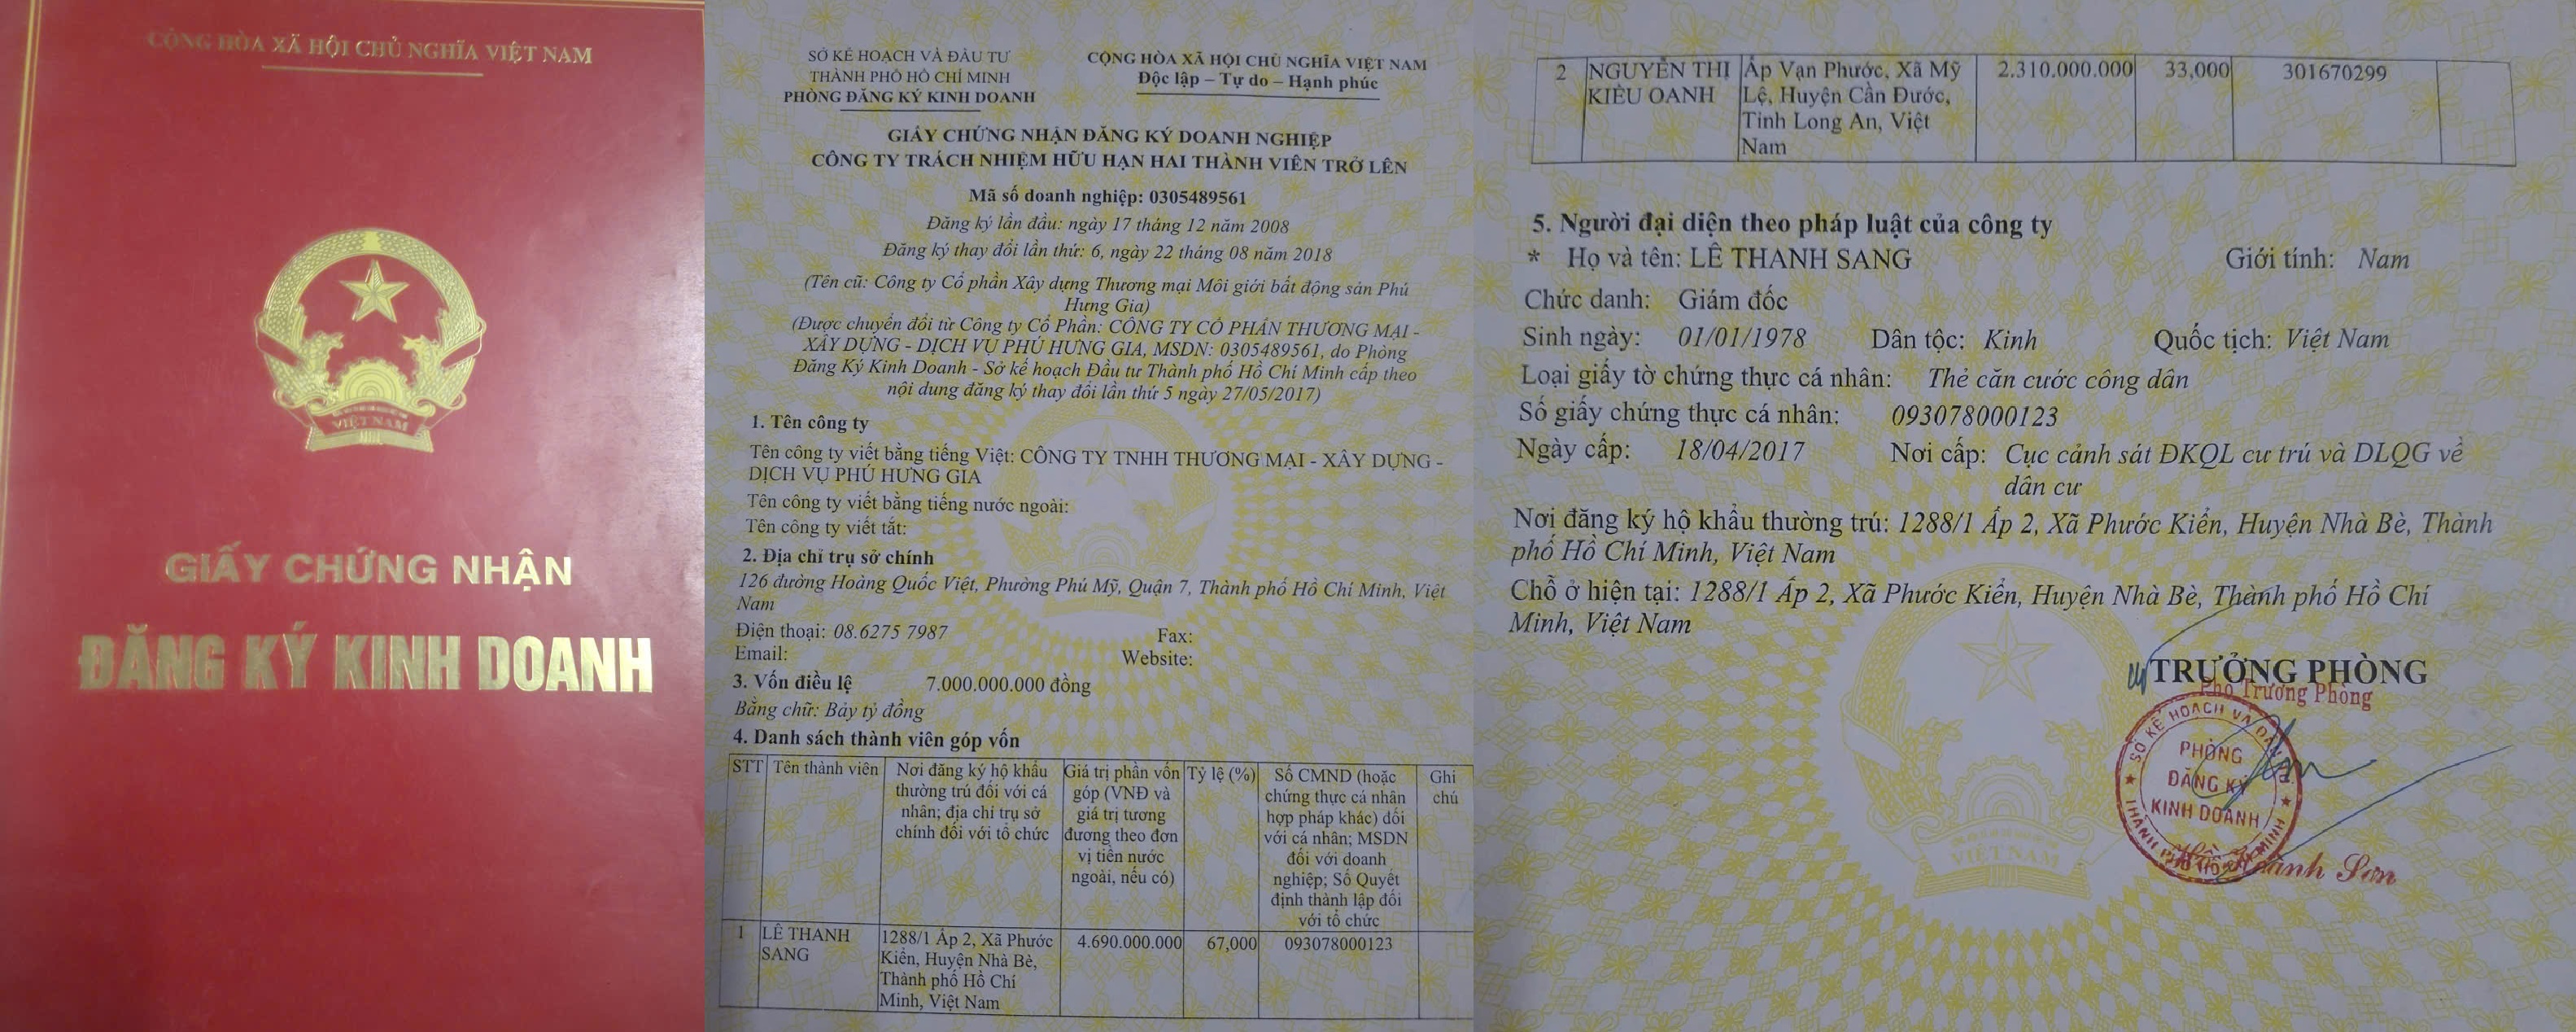 CỘNG HÒA XÃ HỘI CHỦ NGHĨA VIỆT NAM
VIỆT NAM
GIẤY CHỨNG NHẬN
ĐĂNG KÝ KINH DOANH
SỞ KẾ HOẠCH VÀ ĐẦU TƯ
THÀNH PHỐ HỒ CHÍ MINH
PHÒNG ĐĂNG KÝ KINH DOANH
CỘNG HÒA XÃ HỘI CHỦ NGHĨA VIỆT NAM
Độc lập – Tự do – Hạnh phúc
GIẤY CHỨNG NHẬN ĐĂNG KÝ DOANH NGHIỆP
CÔNG TY TRÁCH NHIỆM HỮU HẠN HAI THÀNH VIÊN TRỞ LÊN
Mã số doanh nghiệp: 0305489561
Đăng ký lần đầu: ngày 17 tháng 12 năm 2008
Đăng ký thay đổi lần thứ: 6, ngày 22 tháng 08 năm 2018
(Tên cũ: Công ty Cổ phần Xây dựng Thương mại Môi giới bất động sản Phú
Hưng Gia)
(Được chuyển đổi từ Công ty Cổ Phần: CÔNG TY CỔ PHẦN THƯƠNG MẠI -
XÂY DỰNG - DỊCH VỤ PHÚ HƯNG GIA, MSDN: 0305489561, do Phòng
Đăng Ký Kinh Doanh - Sở kế hoạch Đầu tư Thành phố Hồ Chí Minh cấp theo
nội dung đăng ký thay đổi lần thứ 5 ngày 27/05/2017)
1. Tên công ty
Tên công ty viết bằng tiếng Việt: CÔNG TY TNHH THƯƠNG MẠI - XÂY DỰNG -
DỊCH VỤ PHÚ HƯNG GIA
Tên công ty viết bằng tiếng nước ngoài:
Tên công ty viết tắt:
2. Địa chỉ trụ sở chính
126 đường Hoàng Quốc Việt, Phường Phú Mỹ, Quận 7, Thành phố Hồ Chí Minh, Việt
Nam
Điện thoại: 08.6275 7987 Fax:
Email: Website:
3. Vốn điều lệ 7.000.000.000 đồng
Bằng chữ: Bảy tỷ đồng
4. Danh sách thành viên góp vốn
STT
Tên thành viên
Nơi đăng ký hộ khẩu
thường trú đối với cá
nhân; địa chỉ trụ sở
chính đối với tổ chức
Giá trị phần vốn
góp (VNĐ và
giá trị tương
đương theo đơn
vị tiền nước
ngoài, nếu có)
Tỷ lệ (%)
Số CMND (hoặc
chứng thực cá nhân
hợp pháp khác) đối
với cá nhân; MSDN
đối với doanh
nghiệp; Số Quyết
định thành lập đối
với tổ chức
Ghi
chú
1
LÊ THANH
SANG
1288/1 Ấp 2, Xã Phước
Kiển, Huyện Nhà Bè,
Thành phố Hồ Chí
Minh, Việt Nam
4.690.000.000
67,000
093078000123
2
NGUYỄN THỊ
KIỀU OANH
Ấp Vạn Phước, Xã Mỹ
Lệ, Huyện Cần Đước,
Tỉnh Long An, Việt
Nam
2.310.000.000
33,000
301670299
5. Người đại diện theo pháp luật của công ty
* Họ và tên: LÊ THANH SANG Giới tính: Nam
Chức danh: Giám đốc
Sinh ngày: 01/01/1978 Dân tộc: Kinh Quốc tịch: Việt Nam
Loại giấy tờ chứng thực cá nhân: Thẻ căn cước công dân
Số giấy chứng thực cá nhân: 093078000123
Ngày cấp: 18/04/2017 Nơi cấp: Cục cảnh sát ĐKQL cư trú và DLQG về
dân cư
Nơi đăng ký hộ khẩu thường trú: 1288/1 Ấp 2, Xã Phước Kiển, Huyện Nhà Bè, Thành
phố Hồ Chí Minh, Việt Nam
Chỗ ở hiện tại: 1288/1 Ấp 2, Xã Phước Kiển, Huyện Nhà Bè, Thành phố Hồ Chí
Minh, Việt Nam
TRƯỞNG PHÒNG
Phó Trưởng Phòng
SỞ KẾ HOẠCH VÀ ĐẦU TƯ
PHÒNG
ĐĂNG KÝ
KINH DOANH
THÀNH PHỐ HỒ CHÍ MINH
VIỆT NAM
Sơn